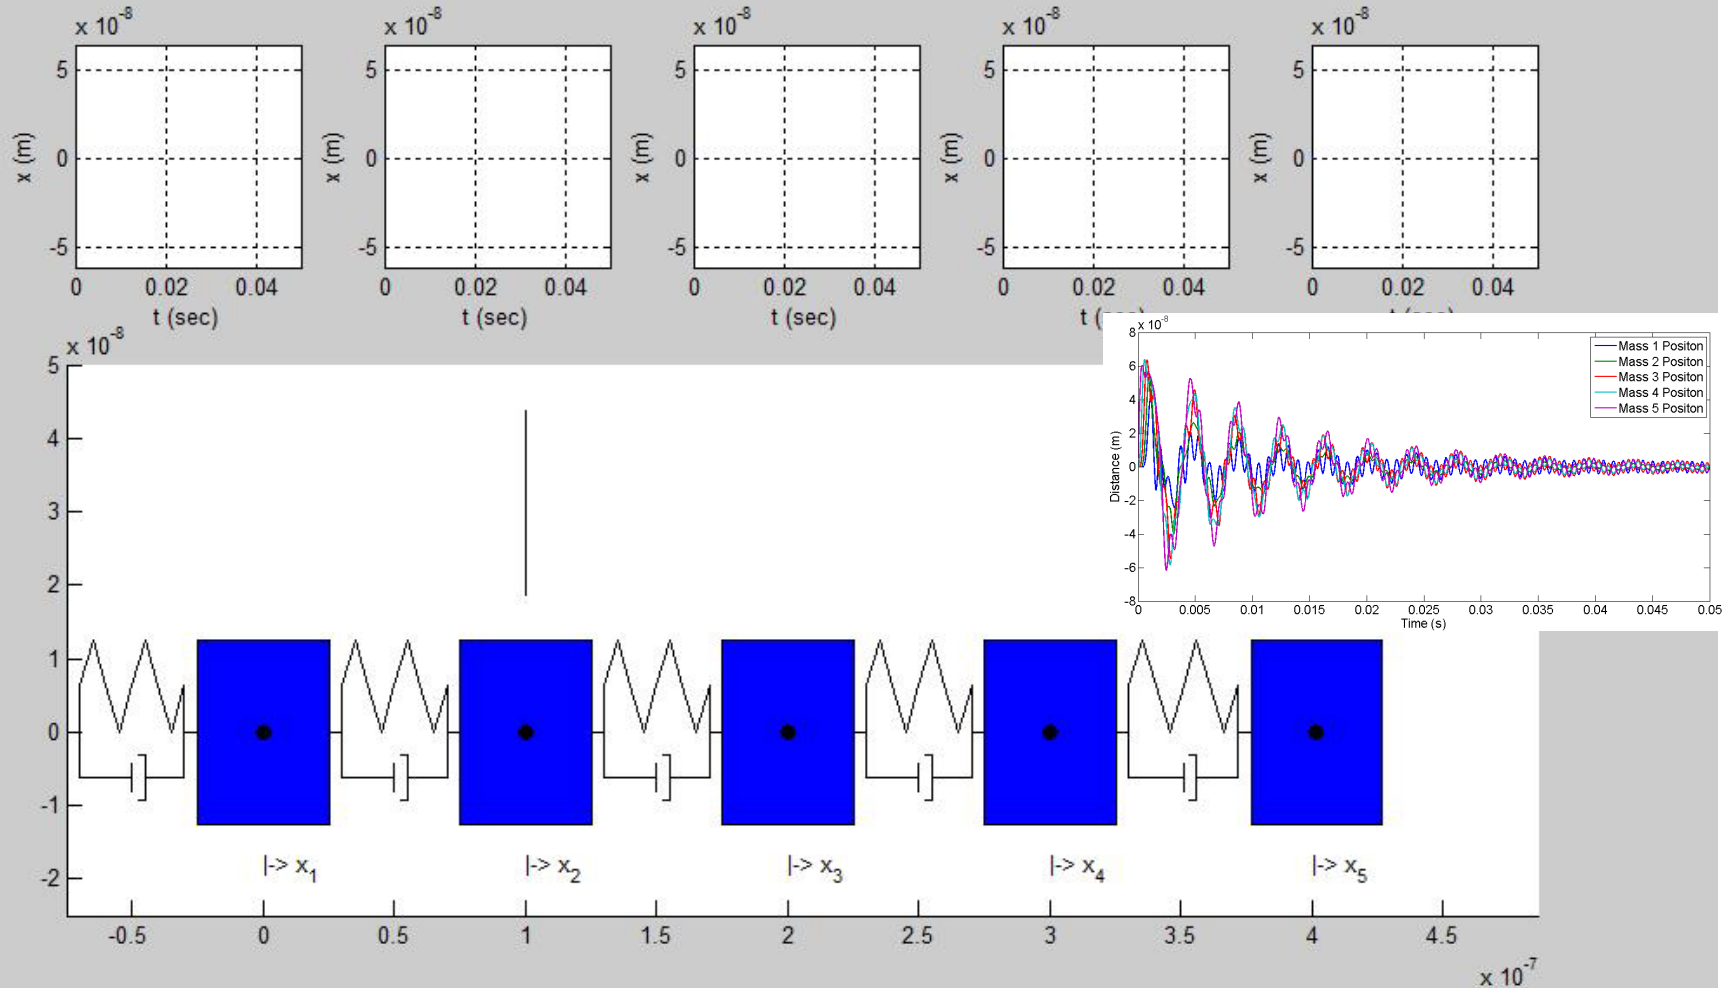 x 10-8 x 10-8 x 10-8 x 10-8 x 10-8
5 5 5 5 5
x (m) x (m) x (m) x (m) x (m)
0 0 0 0 0
-5 -5 -5 -5 -5
0 0.02 0.04 0 0.02 0.04 0 0.02 0.04 0 0.02 0.04 0 0.02 0.04
t (sec) t (sec) t (sec)
x 10-8
5
4
3
2
1
0
-1
-2
x 10-8
8
6
4
2
0
-2
-4
-6
-8
Distance (m)
Mass 1 Positon
Mass 2 Positon
Mass 3 Positon
Mass 4 Positon
Mass 5 Positon
0 0.005 0.01 0.015 0.02 0.025 0.03 0.035 0.04 0.045 0.05
Time (s)
|-> x1 |-> x2 |-> x3 |-> x4 |-> x5
-0.5 0 0.5 1 1.5 2 2.5 3 3.5 4 4.5
x 10-7